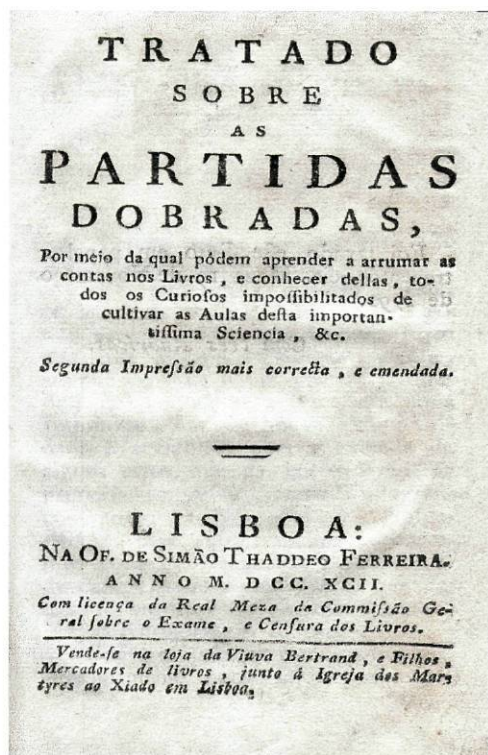 TRATADO
SOBRE
AS
PARTIDAS
DOBRADAS,
Por meio da qual pódem aprender a arrumar as
contas nos Livros, e conhecer dellas, to-
dos os Curioſos impoſſibilitados de
cultivar as Aulas deſta importan-
tiſſima Sciencia, &c.
Segunda Impreſsão mais correcta, e emendada.
LISBOA:
NA OF. DE SIMÃO THADDEO FERREIRA.
ANNO M. DCC. XCII.
Com licença da Real Meza da Commiſsão Ge-
ral ſobre o Exame, e Cenſura dos Livros.
Vende-ſe na loja da Viuva Bertrand, e Filhos,
Mercadores de livros, junto á Igreja dos Mar-
tyres ao Xiado em Lisboa,